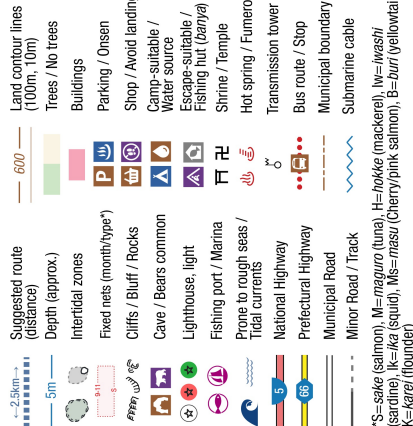 ←2.5km→
Suggested route
(distance)
5m
Depth (approx.)
Intertidal zones
9-11
S
Fixed nets (month/type*)
Cliffs / Bluff / Rocks
Cave / Bears common
Lighthouse, light
Fishing port / Marina
Prone to rough seas /
Tidal currents
5
National Highway
66
Prefectural Highway
Municipal Road
Minor Road / Track
600
Land contour lines
(100m, 10m)
Trees / No trees
Buildings
P
Parking / Onsen
Shop / Avoid landing
Camp-suitable /
Water source
Escape-suitable /
Fishing hut (banya)
Shrine / Temple
Hot spring / Fumero
Transmission tower
Bus route / Stop
Municipal boundary
Submarine cable
*S=sake (salmon), M=maguro (tuna), H=hokke (mackerel), Iw=iwashi
(sardine), Ik=ika (squid), Ms=masu (Cherry/pink salmon), B=buri (yellowtai
K=karei (flounder)